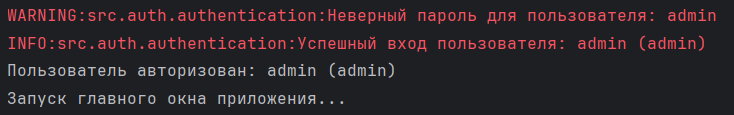 WARNING:src.auth.authentication:Неверный пароль для пользователя: admin
INFO:src.auth.authentication:Успешный вход пользователя: admin (admin)
Пользователь авторизован: admin (admin)
Запуск главного окна приложения...